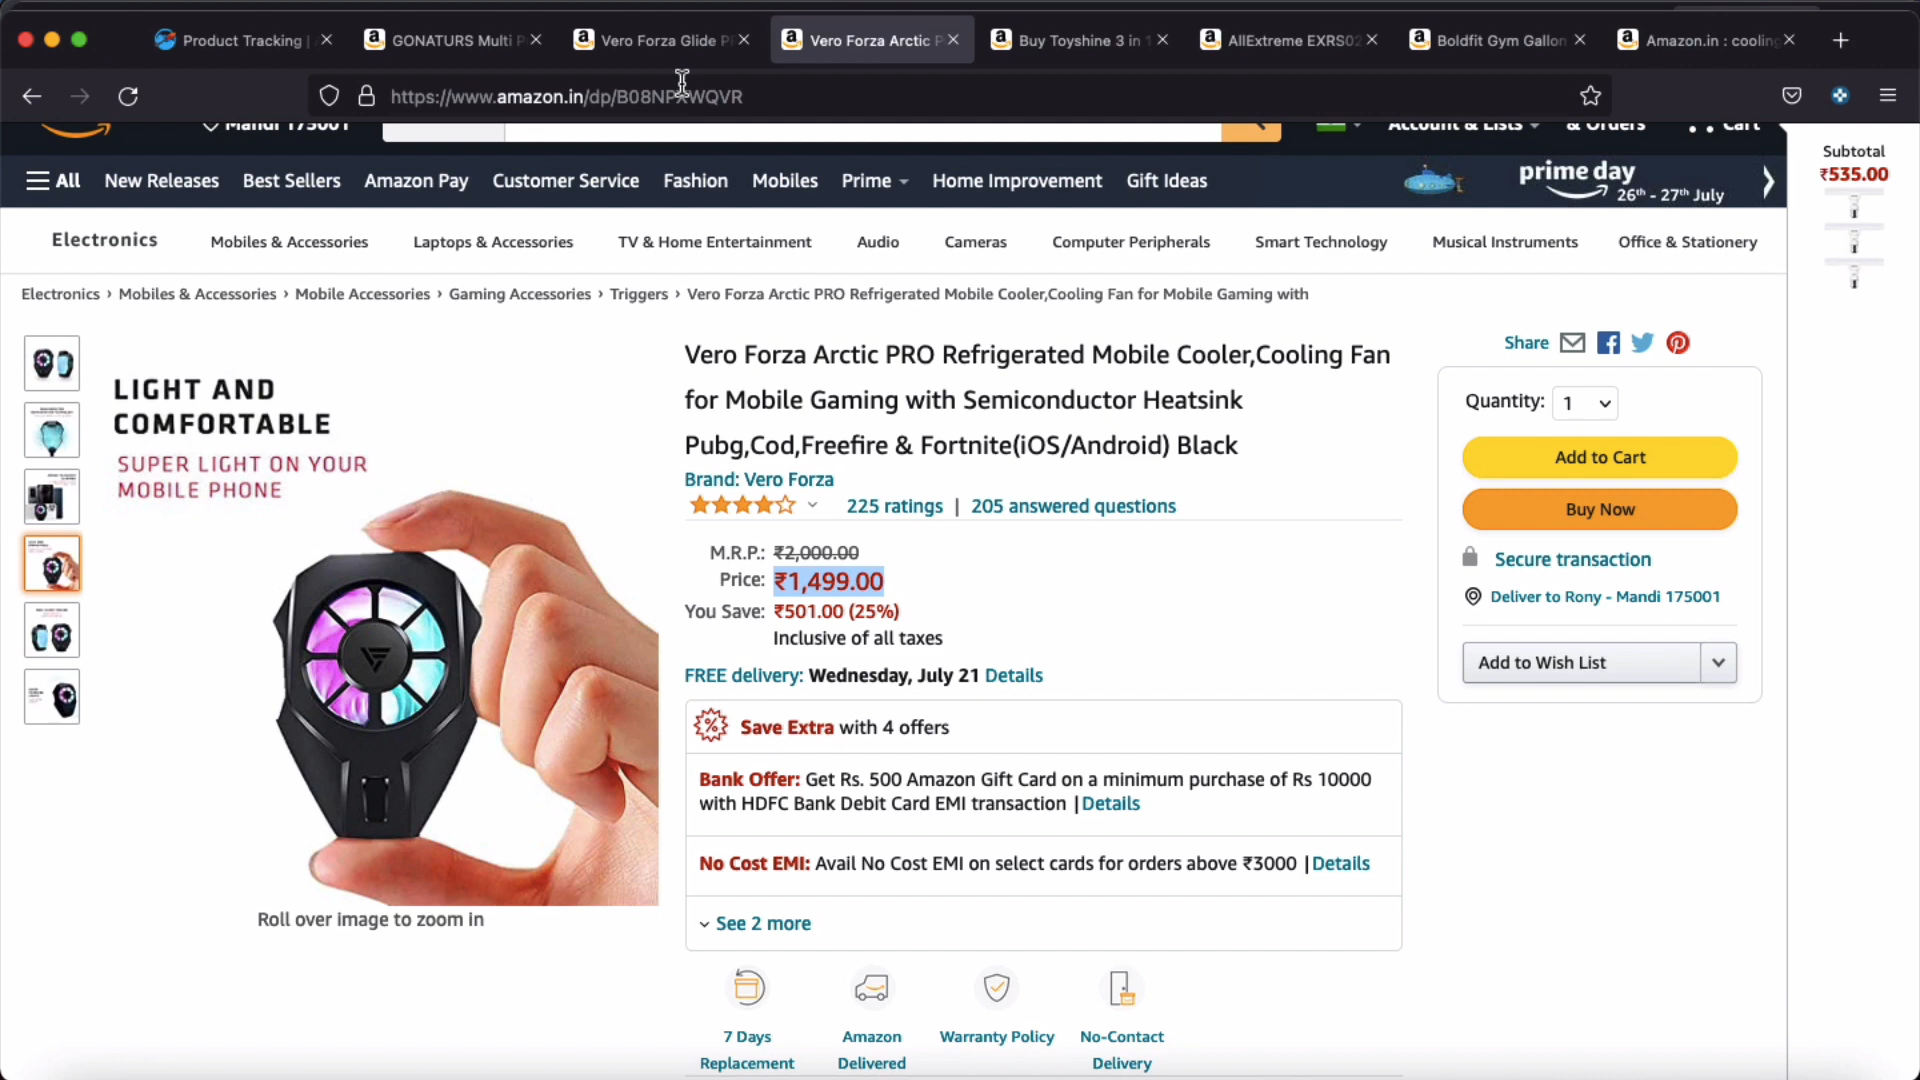 Product Tracking |
GONATURS Multi P
Vero Forza Glide P
Vero Forza Arctic P
Buy Toyshine 3 in 1
AllExtreme EXRS02
Boldfit Gym Gallon
Amazon.in : cooling
https://www.amazon.in/dp/B08NPXWQVR
Mandi 175001
Account & Lists
& Orders
Cart
Subtotal
₹535.00
All
New Releases
Best Sellers
Amazon Pay
Customer Service
Fashion
Mobiles
Prime
Home Improvement
Gift Ideas
prime day
26th - 27th July
Electronics
Mobiles & Accessories
Laptops & Accessories
TV & Home Entertainment
Audio
Cameras
Computer Peripherals
Smart Technology
Musical Instruments
Office & Stationery
Electronics › Mobiles & Accessories › Mobile Accessories › Gaming Accessories › Triggers › Vero Forza Arctic PRO Refrigerated Mobile Cooler,Cooling Fan for Mobile Gaming with
LIGHT AND
COMFORTABLE
SUPER LIGHT ON YOUR
MOBILE PHONE
Roll over image to zoom in
Vero Forza Arctic PRO Refrigerated Mobile Cooler,Cooling Fan
for Mobile Gaming with Semiconductor Heatsink
Pubg,Cod,Freefire & Fortnite(iOS/Android) Black
Brand: Vero Forza
225 ratings | 205 answered questions
M.R.P.: ₹2,000.00
Price: ₹1,499.00
You Save: ₹501.00 (25%)
Inclusive of all taxes
FREE delivery: Wednesday, July 21 Details
Save Extra with 4 offers
Bank Offer: Get Rs. 500 Amazon Gift Card on a minimum purchase of Rs 10000
with HDFC Bank Debit Card EMI transaction |Details
No Cost EMI: Avail No Cost EMI on select cards for orders above ₹3000 |Details
See 2 more
7 Days
Replacement
Amazon
Delivered
Warranty Policy
No-Contact
Delivery
Share
Quantity: 1
Add to Cart
Buy Now
Secure transaction
Deliver to Rony - Mandi 175001
Add to Wish List